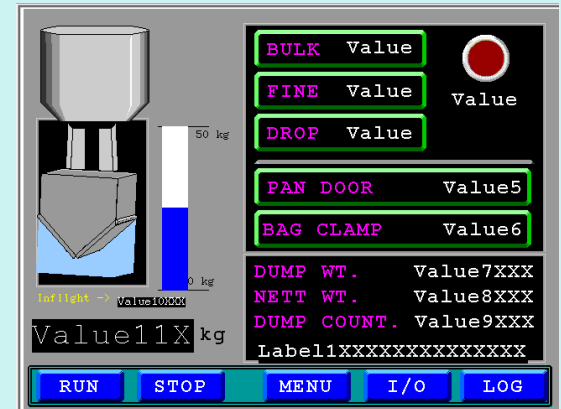 BULK Value
FINE Value
Value
DROP Value
50 kg
PAN DOOR Value5
BAG CLAMP Value6
0 kg
DUMP WT. Value7XXX
Inflight -> Value10XXX
NETT WT. Value8XXX
DUMP COUNT. Value9XXX
Value11X kg
Label1XXXXXXXXXXXXXXX
RUN STOP MENU I/O LOG